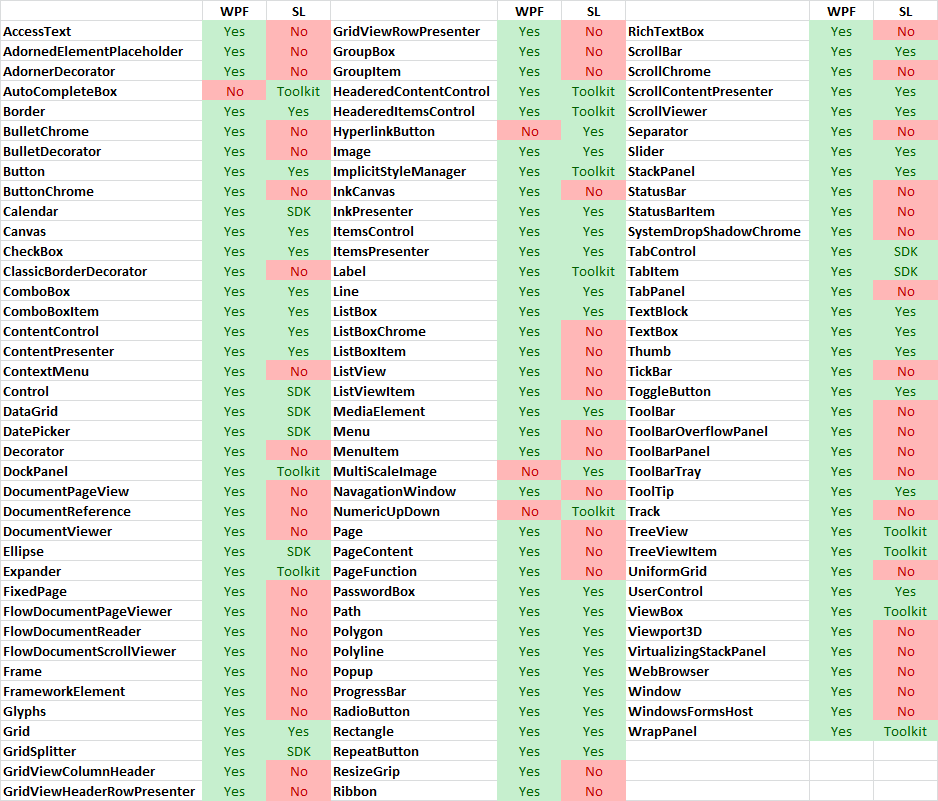 WPF SL WPF SL WPF SL
AccessText Yes No GridViewRowPresenter Yes No RichTextBox Yes No
AdornedElementPlaceholder Yes No GroupBox Yes No ScrollBar Yes Yes
AdornerDecorator Yes No GroupItem Yes No ScrollChrome Yes No
AutoCompleteBox No Toolkit HeaderedContentControl Yes Toolkit ScrollContentPresenter Yes Yes
Border Yes Yes HeaderedItemsControl Yes Toolkit ScrollViewer Yes Yes
BulletChrome Yes No HyperlinkButton No Yes Separator Yes No
BulletDecorator Yes No Image Yes Yes Slider Yes Yes
Button Yes Yes ImplicitStyleManager Yes Toolkit StackPanel Yes Yes
ButtonChrome Yes No InkCanvas Yes No StatusBar Yes No
Calendar Yes SDK InkPresenter Yes Yes StatusBarItem Yes No
Canvas Yes Yes ItemsControl Yes Yes SystemDropShadowChrome Yes No
CheckBox Yes Yes ItemsPresenter Yes Yes TabControl Yes SDK
ClassicBorderDecorator Yes No Label Yes Toolkit TabItem Yes SDK
ComboBox Yes Yes Line Yes Yes TabPanel Yes No
ComboBoxItem Yes Yes ListBox Yes Yes TextBlock Yes Yes
ContentControl Yes Yes ListBoxChrome Yes No TextBox Yes Yes
ContentPresenter Yes Yes ListBoxItem Yes No Thumb Yes Yes
ContextMenu Yes No ListView Yes No TickBar Yes No
Control Yes SDK ListViewItem Yes No ToggleButton Yes Yes
DataGrid Yes SDK MediaElement Yes Yes ToolBar Yes No
DatePicker Yes SDK Menu Yes No ToolBarOverflowPanel Yes No
Decorator Yes No MenuItem Yes No ToolBarPanel Yes No
DockPanel Yes Toolkit MultiScaleImage No Yes ToolBarTray Yes No
DocumentPageView Yes No NavagationWindow Yes No ToolTip Yes Yes
DocumentReference Yes No NumericUpDown No Toolkit Track Yes No
DocumentViewer Yes No Page Yes No TreeView Yes Toolkit
Ellipse Yes SDK PageContent Yes No TreeViewItem Yes Toolkit
Expander Yes Toolkit PageFunction Yes No UniformGrid Yes No
FixedPage Yes No PasswordBox Yes Yes UserControl Yes Yes
FlowDocumentPageViewer Yes No Path Yes Yes ViewBox Yes Toolkit
FlowDocumentReader Yes No Polygon Yes Yes Viewport3D Yes No
FlowDocumentScrollViewer Yes No Polyline Yes Yes VirtualizingStackPanel Yes No
Frame Yes No Popup Yes Yes WebBrowser Yes No
FrameworkElement Yes No ProgressBar Yes Yes Window Yes No
Glyphs Yes No RadioButton Yes Yes WindowsFormsHost Yes No
Grid Yes Yes Rectangle Yes Yes WrapPanel Yes Toolkit
GridSplitter Yes SDK RepeatButton Yes Yes
GridViewColumnHeader Yes No ResizeGrip Yes No
GridViewHeaderRowPresenter Yes No Ribbon Yes No